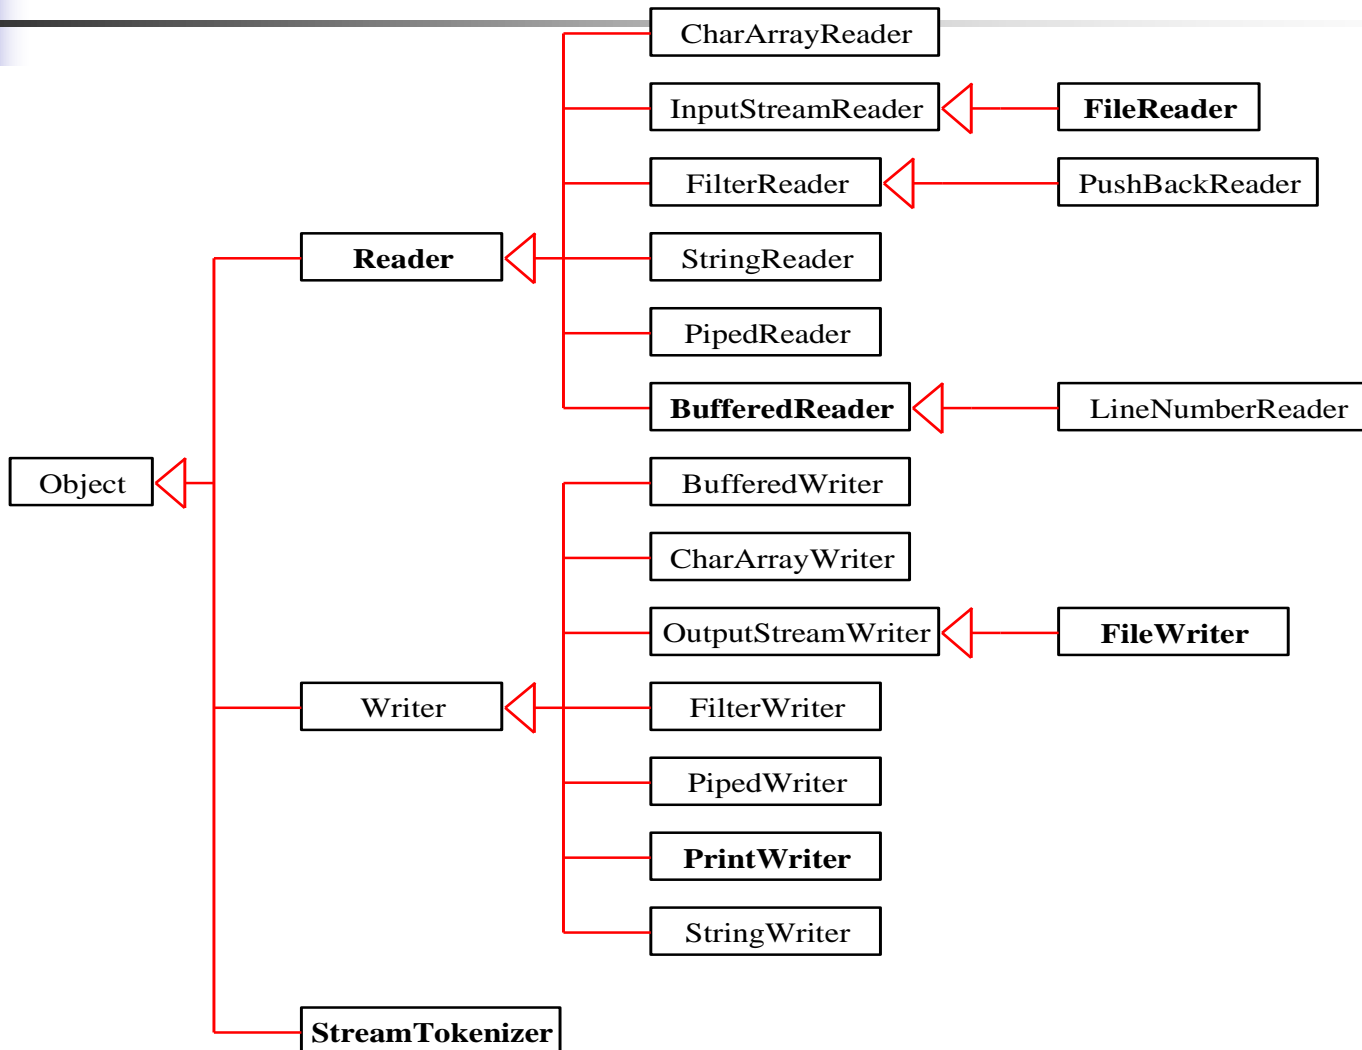 CharArrayReader
InputStreamReader
FileReader
FilterReader
PushBackReader
Reader
StringReader
PipedReader
BufferedReader
LineNumberReader
Object
BufferedWriter
CharArrayWriter
OutputStreamWriter
FileWriter
Writer
FilterWriter
PipedWriter
PrintWriter
StringWriter
StreamTokenizer